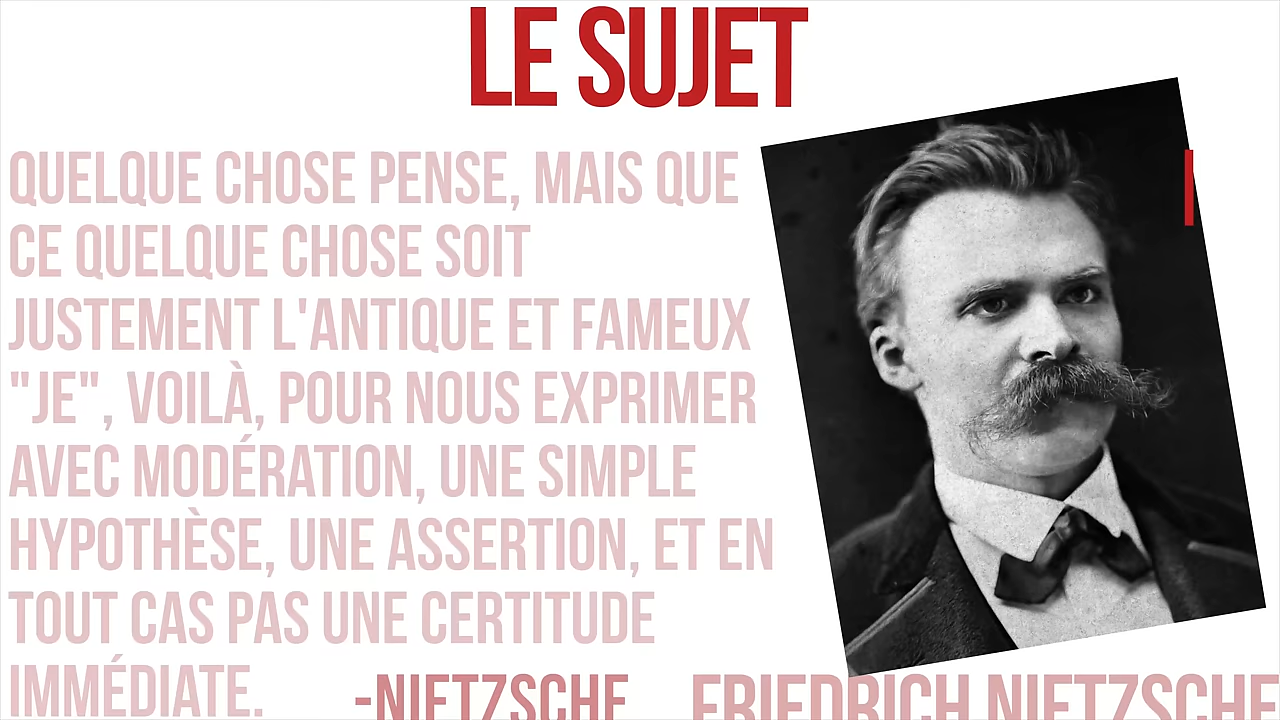 LE SUJET
QUELQUE CHOSE PENSE, MAIS QUE
CE QUELQUE CHOSE SOIT
JUSTEMENT L'ANTIQUE ET FAMEUX
"JE", VOILÀ, POUR NOUS EXPRIMER
AVEC MODÉRATION, UNE SIMPLE
HYPOTHÈSE, UNE ASSERTION, ET EN
TOUT CAS PAS UNE CERTITUDE
IMMÉDIATE.
-NIETZSCHE
FRIEDRICH NIETZSCHE